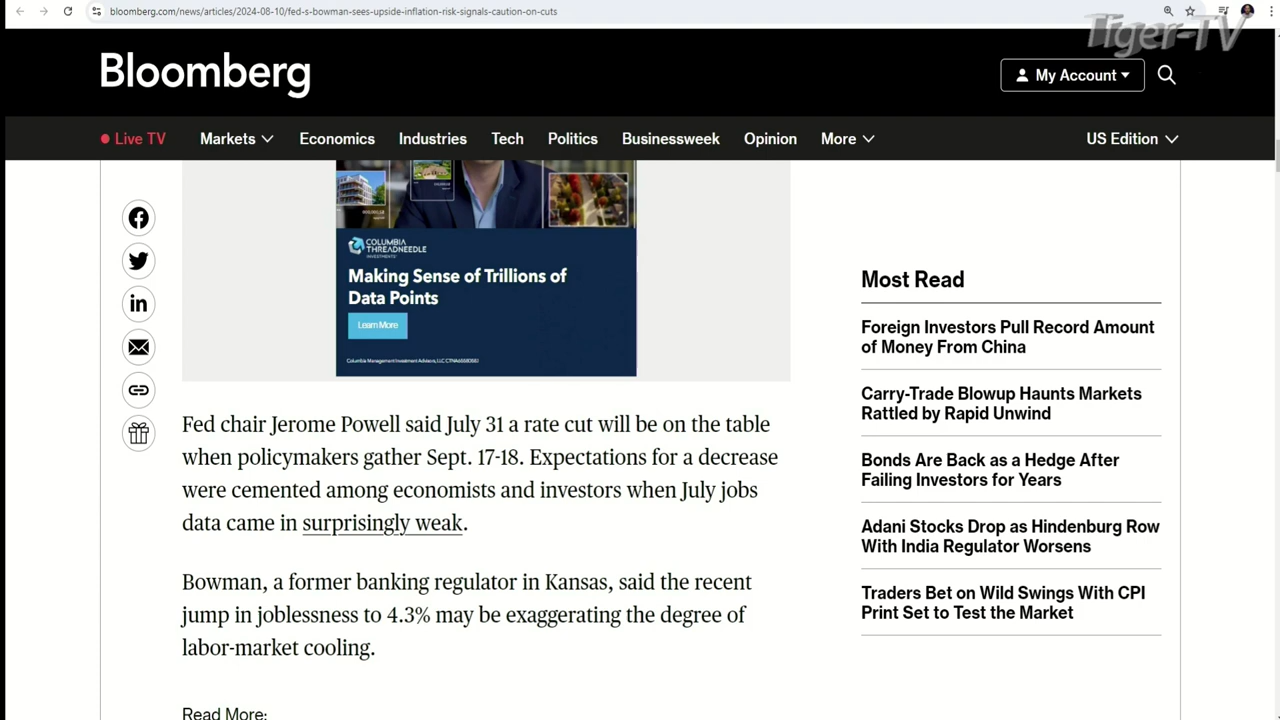 bloomberg.com/news/articles/2024-08-10/fed-s-bowman-sees-upside-inflation-risk-signals-caution-on-cuts
Tiger-TV
Bloomberg
My Account
Live TV
Markets
Economics
Industries
Tech
Politics
Businessweek
Opinion
More
US Edition
COLUMBIA
THREADNEEDLE
INVESTMENTS
Making Sense of Trillions of
Data Points
Learn More
Fed chair Jerome Powell said July 31 a rate cut will be on the table
when policymakers gather Sept. 17-18. Expectations for a decrease
were cemented among economists and investors when July jobs
data came in surprisingly weak.
Bowman, a former banking regulator in Kansas, said the recent
jump in joblessness to 4.3% may be exaggerating the degree of
labor-market cooling.
Read More:
Most Read
Foreign Investors Pull Record Amount
of Money From China
Carry-Trade Blowup Haunts Markets
Rattled by Rapid Unwind
Bonds Are Back as a Hedge After
Failing Investors for Years
Adani Stocks Drop as Hindenburg Row
With India Regulator Worsens
Traders Bet on Wild Swings With CPI
Print Set to Test the Market